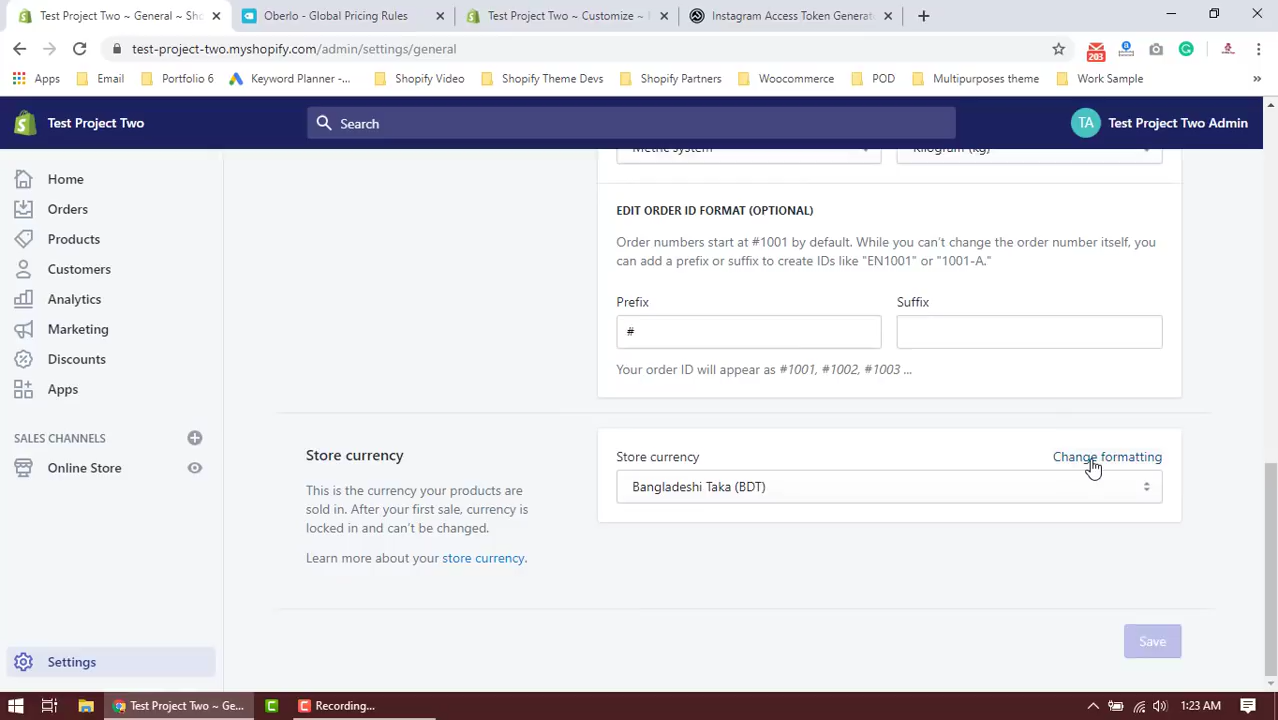 Test Project Two ~ General ~ Sho
Oberlo - Global Pricing Rules
Test Project Two ~ Customize ~
Instagram Access Token Generato
test-project-two.myshopify.com/admin/settings/general
203
Apps
Email
Portfolio 6
Keyword Planner -...
Shopify Video
Shopify Theme Devs
Shopify Partners
Woocommerce
POD
Multipurposes theme
Work Sample
»
Test Project Two
Search
TA
Test Project Two Admin
Home
Orders
Products
Customers
Analytics
Marketing
Discounts
Apps
SALES CHANNELS
Online Store
Settings
Metric system
Kilogram (kg)
EDIT ORDER ID FORMAT (OPTIONAL)
Order numbers start at #1001 by default. While you can't change the order number itself, you
can add a prefix or suffix to create IDs like "EN1001" or "1001-A."
Prefix
Suffix
#
Your order ID will appear as #1001, #1002, #1003 ...
Store currency
This is the currency your products are
sold in. After your first sale, currency is
locked in and can't be changed.
Learn more about your store currency.
Store currency
Change formatting
Bangladeshi Taka (BDT)
Save
Test Project Two ~ Ge...
Recording...
1:23 AM